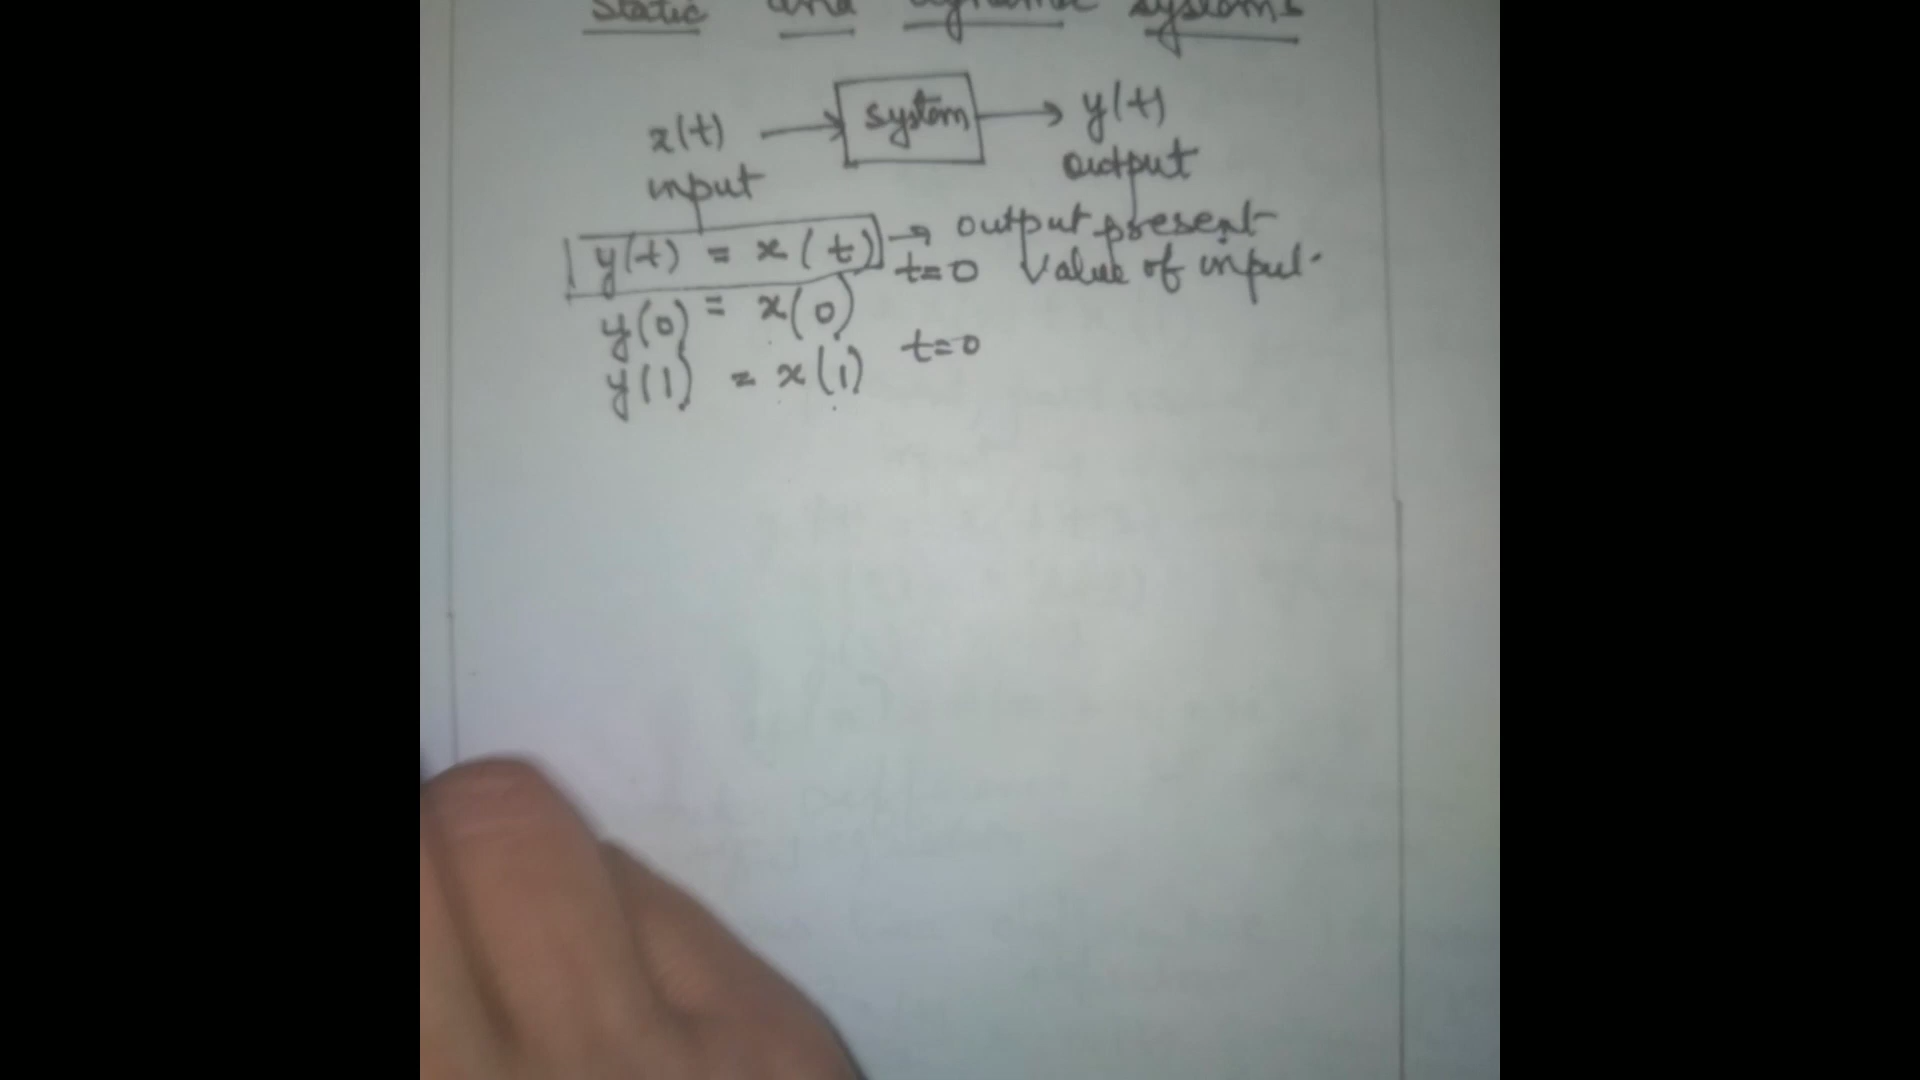 Static and dynamic systems
x(t) → system → y(t)
input output
y(t) = x(t) → output present
t=0 Value of input.
y(0) = x(0)
t=0
y(1) = x(1)